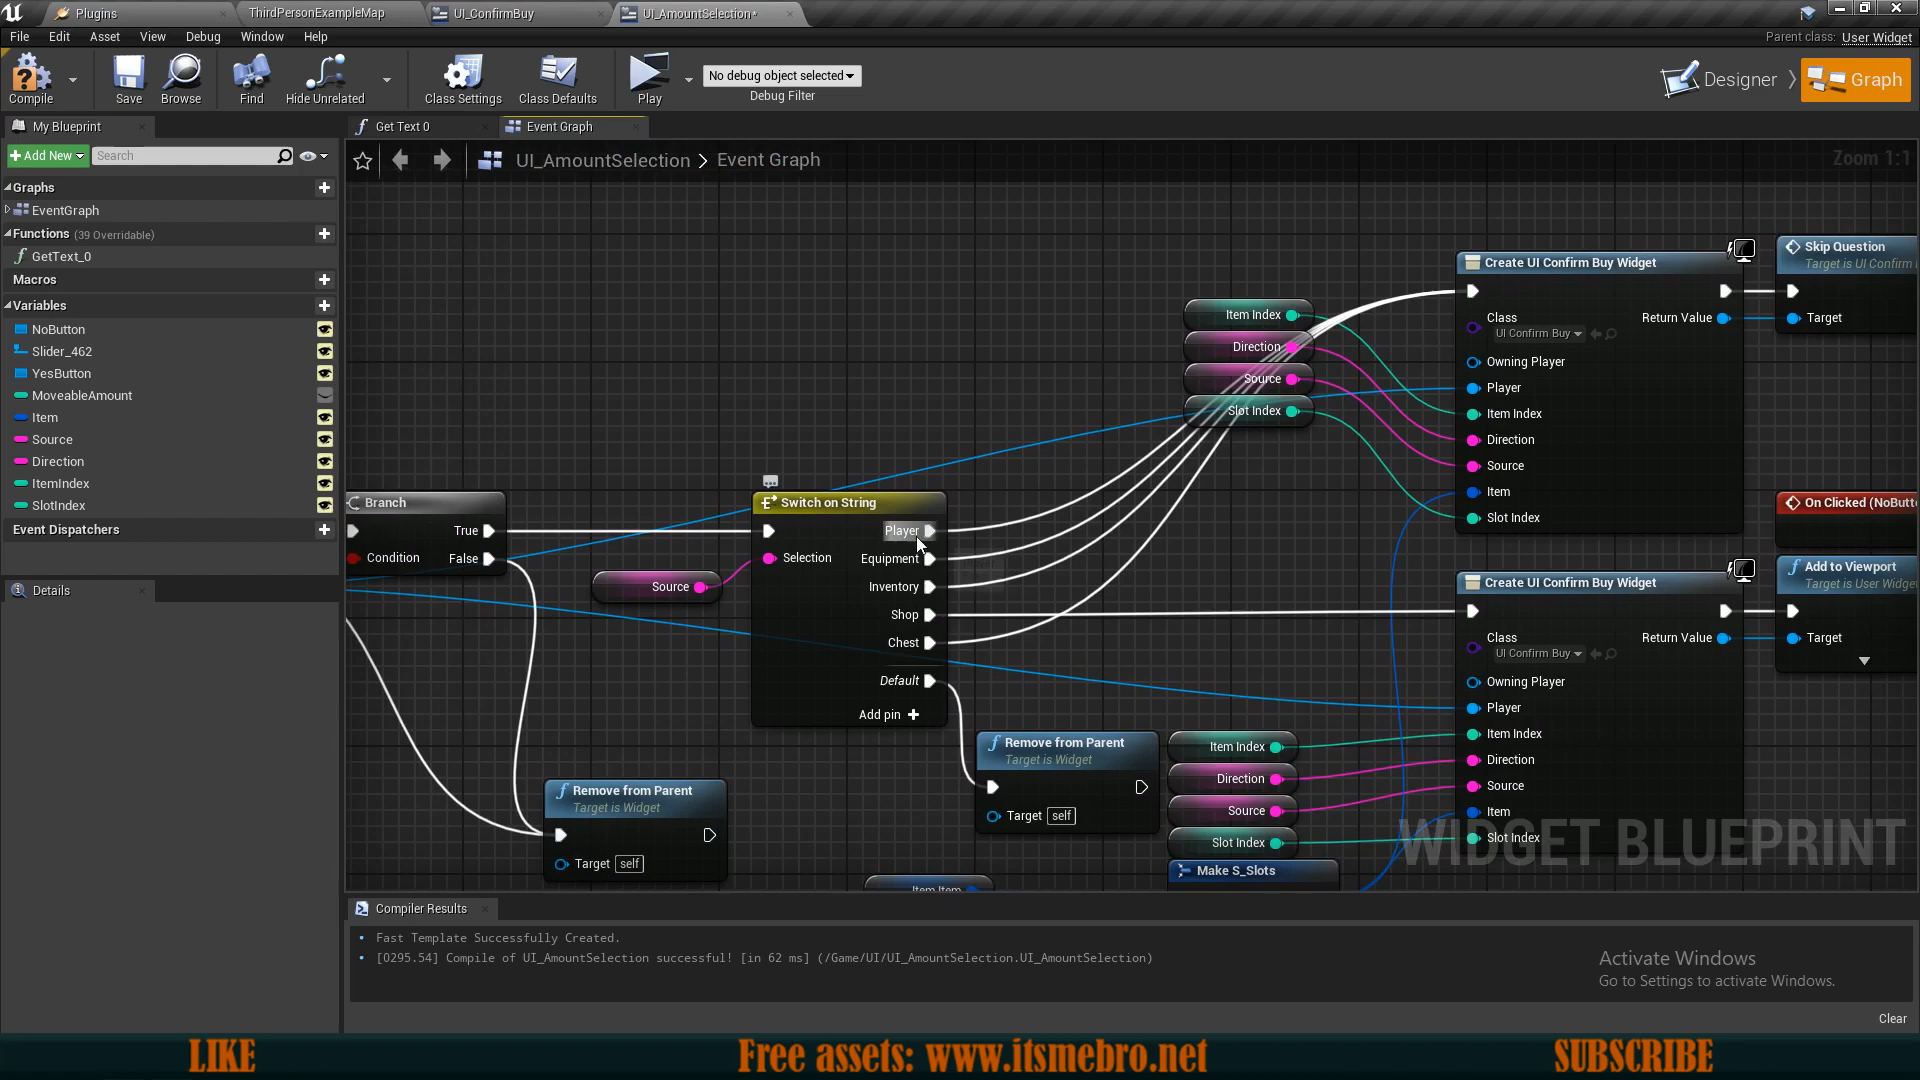 Plugins
ThirdPersonExampleMap
UI_ConfirmBuy
UI_AmountSelection*
File Edit Asset View Debug Window Help
Parent class: User Widget
Compile
Save
Browse
Find
Hide Unrelated
Class Settings
Class Defaults
Play
No debug object selected
Debug Filter
Designer
Graph
My Blueprint
Get Text 0
Event Graph
Add New
Search
UI_AmountSelection > Event Graph
Zoom 1:1
Graphs
EventGraph
Functions (39 Overridable)
GetText_0
Macros
Variables
NoButton
Slider_462
YesButton
MoveableAmount
Item
Source
Direction
ItemIndex
SlotIndex
Event Dispatchers
Details
Branch
True
Condition
False
Source
Switch on String
Player
Selection
Equipment
Inventory
Shop
Chest
Default
Add pin
Remove from Parent
Target is Widget
Target self
Remove from Parent
Target is Widget
Target self
Item Index
Direction
Source
Slot Index
Create UI Confirm Buy Widget
Class
UI Confirm Buy
Return Value
Owning Player
Player
Item Index
Direction
Source
Item
Slot Index
Skip Question
Target is UI Confirm
Target
On Clicked (NoButt
Create UI Confirm Buy Widget
Class
UI Confirm Buy
Return Value
Owning Player
Player
Item Index
Direction
Source
Item
Slot Index
Add to Viewport
Target is User Widge
Target
Item Index
Direction
Source
Slot Index
Make S_Slots
Item Item
WIDGET BLUEPRINT
Compiler Results
Fast Template Successfully Created.
[0295.54] Compile of UI_AmountSelection successful! [in 62 ms] (/Game/UI/UI_AmountSelection.UI_AmountSelection)
Activate Windows
Go to Settings to activate Windows.
Clear
LIKE
Free assets: www.itsmebro.net
SUBSCRIBE